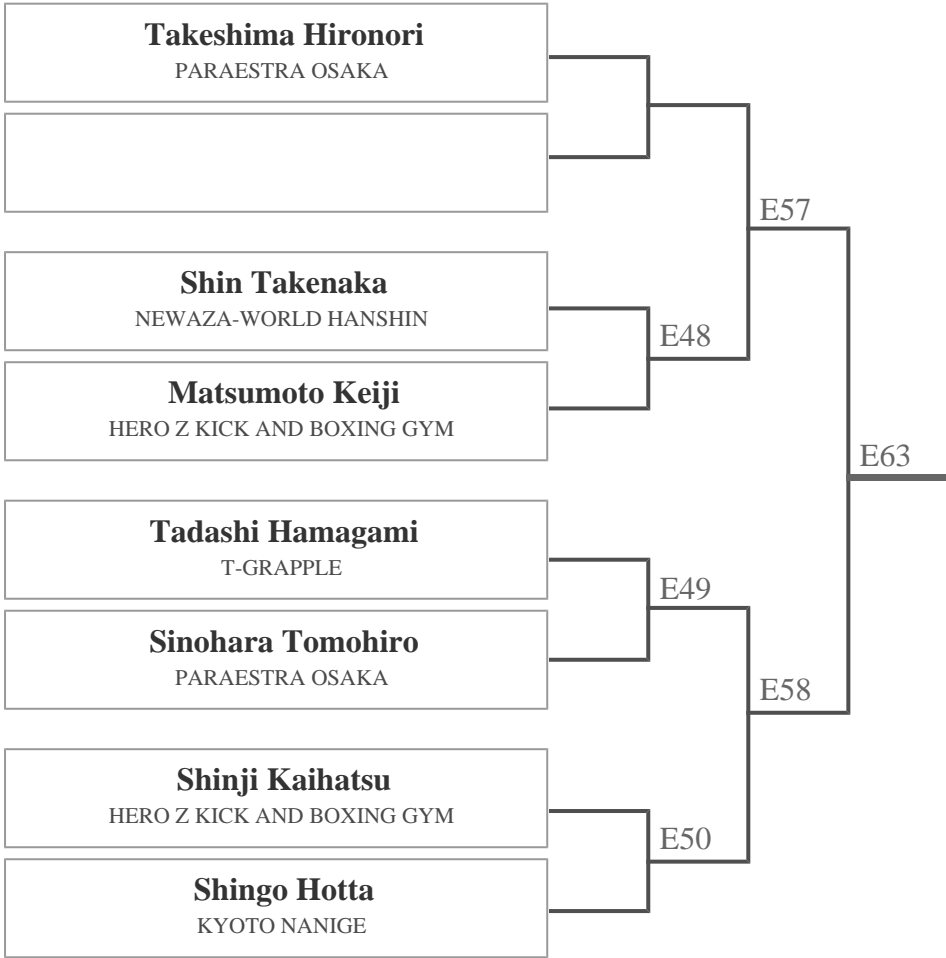 Takeshima Hironori
PARAESTRA OSAKA
E57
Shin Takenaka
NEWAZA-WORLD HANSHIN
E48
Matsumoto Keiji
HERO Z KICK AND BOXING GYM
E63
Tadashi Hamagami
T-GRAPPLE
E49
Sinohara Tomohiro
PARAESTRA OSAKA
E58
Shinji Kaihatsu
HERO Z KICK AND BOXING GYM
E50
Shingo Hotta
KYOTO NANIGE